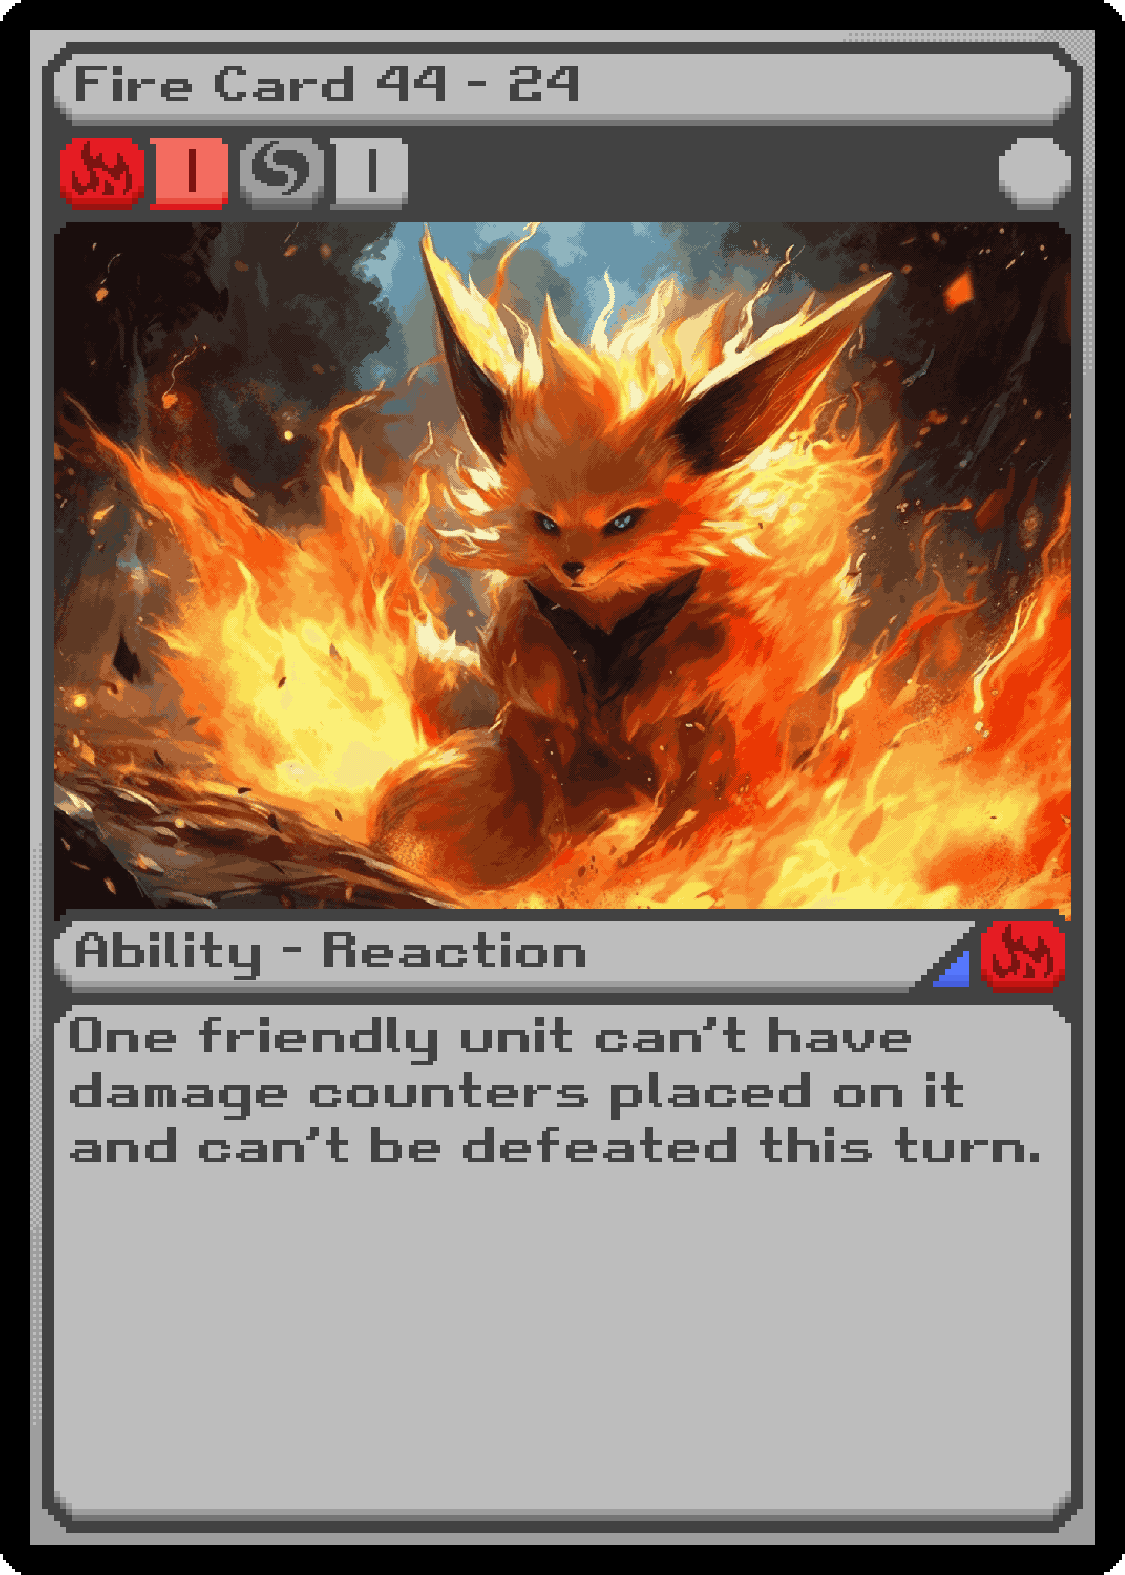 Fire Card 44 - 24
1 1
Ability - Reaction
One friendly unit can't have
damage counters placed on it
and can't be defeated this turn.